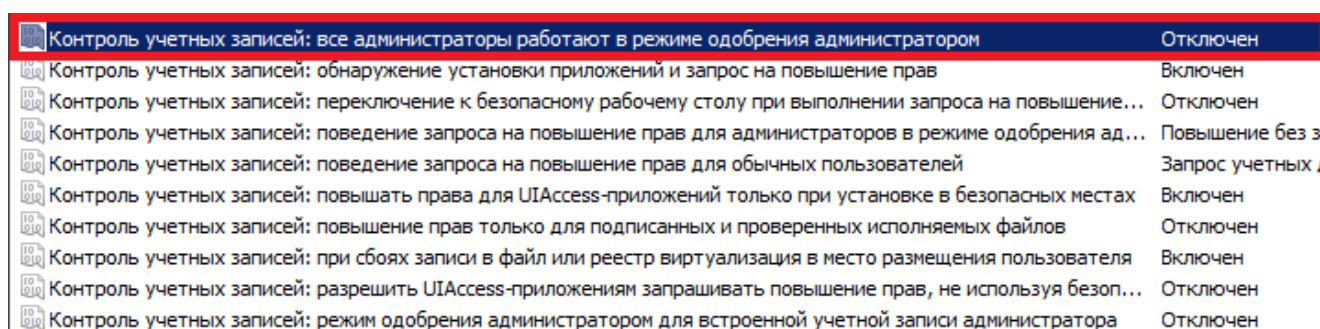 Контроль учетных записей: все администраторы работают в режиме одобрения администратором Отключен
Контроль учетных записей: обнаружение установки приложений и запрос на повышение прав Включен
Контроль учетных записей: переключение к безопасному рабочему столу при выполнении запроса на повышение... Отключен
Контроль учетных записей: поведение запроса на повышение прав для администраторов в режиме одобрения ад... Повышение без з
Контроль учетных записей: поведение запроса на повышение прав для обычных пользователей Запрос учетных
Контроль учетных записей: повышать права для UIAccess-приложений только при установке в безопасных местах Включен
Контроль учетных записей: повышение прав только для подписанных и проверенных исполняемых файлов Отключен
Контроль учетных записей: при сбоях записи в файл или реестр виртуализация в место размещения пользователя Включен
Контроль учетных записей: разрешить UIAccess-приложениям запрашивать повышение прав, не используя безоп... Отключен
Контроль учетных записей: режим одобрения администратором для встроенной учетной записи администратора Отключен